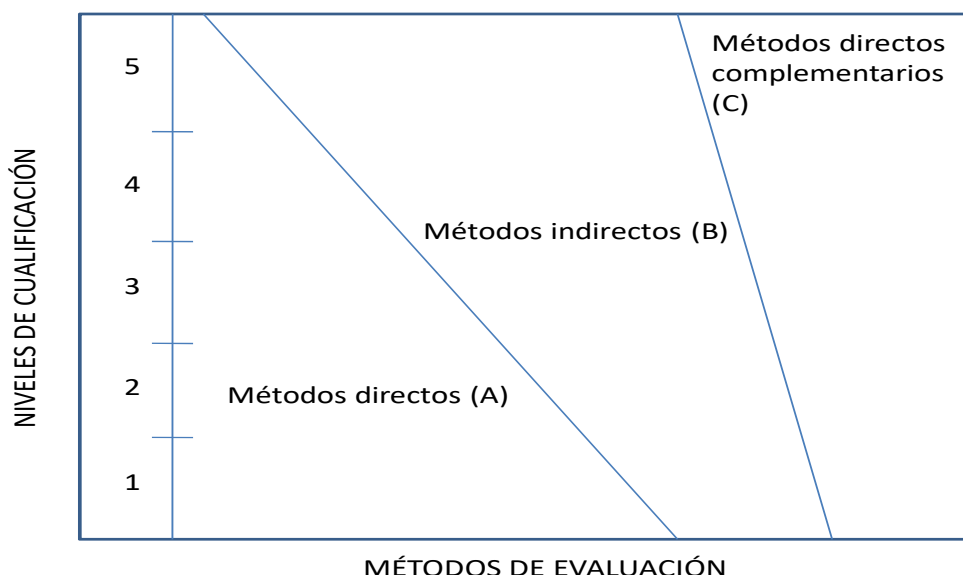 Métodos directos
complementarios
(C)
5
4
Métodos indirectos (B)
3
2
Métodos directos (A)
1
NIVELES DE CUALIFICACIÓN
MÉTODOS DE EVALUACIÓN